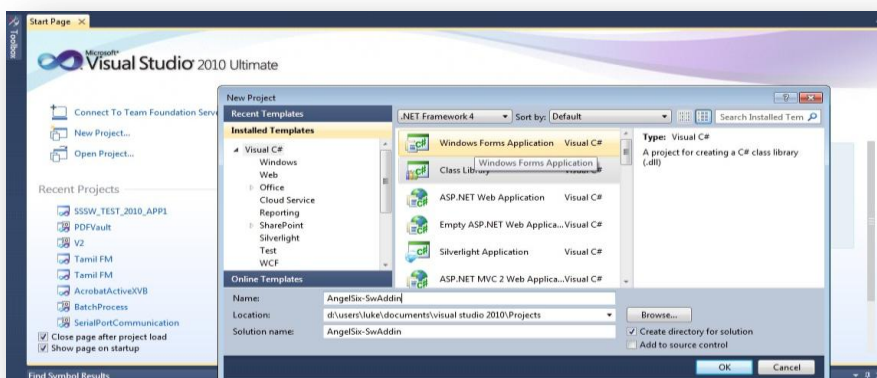 Start Page
Toolbox
Microsoft
Visual Studio 2010 Ultimate
Connect To Team Foundation Serve
New Project...
Open Project...
Recent Projects
SSSW_TEST_2010_APP1
PDFVault
V2
Tamil FM
Tamil FM
AcrobatActiveXVB
BatchProcess
SerialPortCommunication
Close page after project load
Show page on startup
Find Symbol Results
New Project
Recent Templates
Installed Templates
Visual C#
Windows
Web
Office
Cloud Service
Reporting
SharePoint
Silverlight
Test
WCF
Online Templates
.NET Framework 4 Sort by: Default
Search Installed Tem
Windows Forms Application Visual C#
Windows Forms Application
Class Library Visual C#
ASP.NET Web Application Visual C#
Empty ASP.NET Web Applica...Visual C#
Silverlight Application Visual C#
ASP.NET MVC 2 Web Applica...Visual C#
Type: Visual C#
A project for creating a C# class library
(.dll)
Name: AngelSix-SwAddin
Location: d:\users\luke\documents\visual studio 2010\Projects
Browse...
Solution name: AngelSix-SwAddin
Create directory for solution
Add to source control
OK Cancel